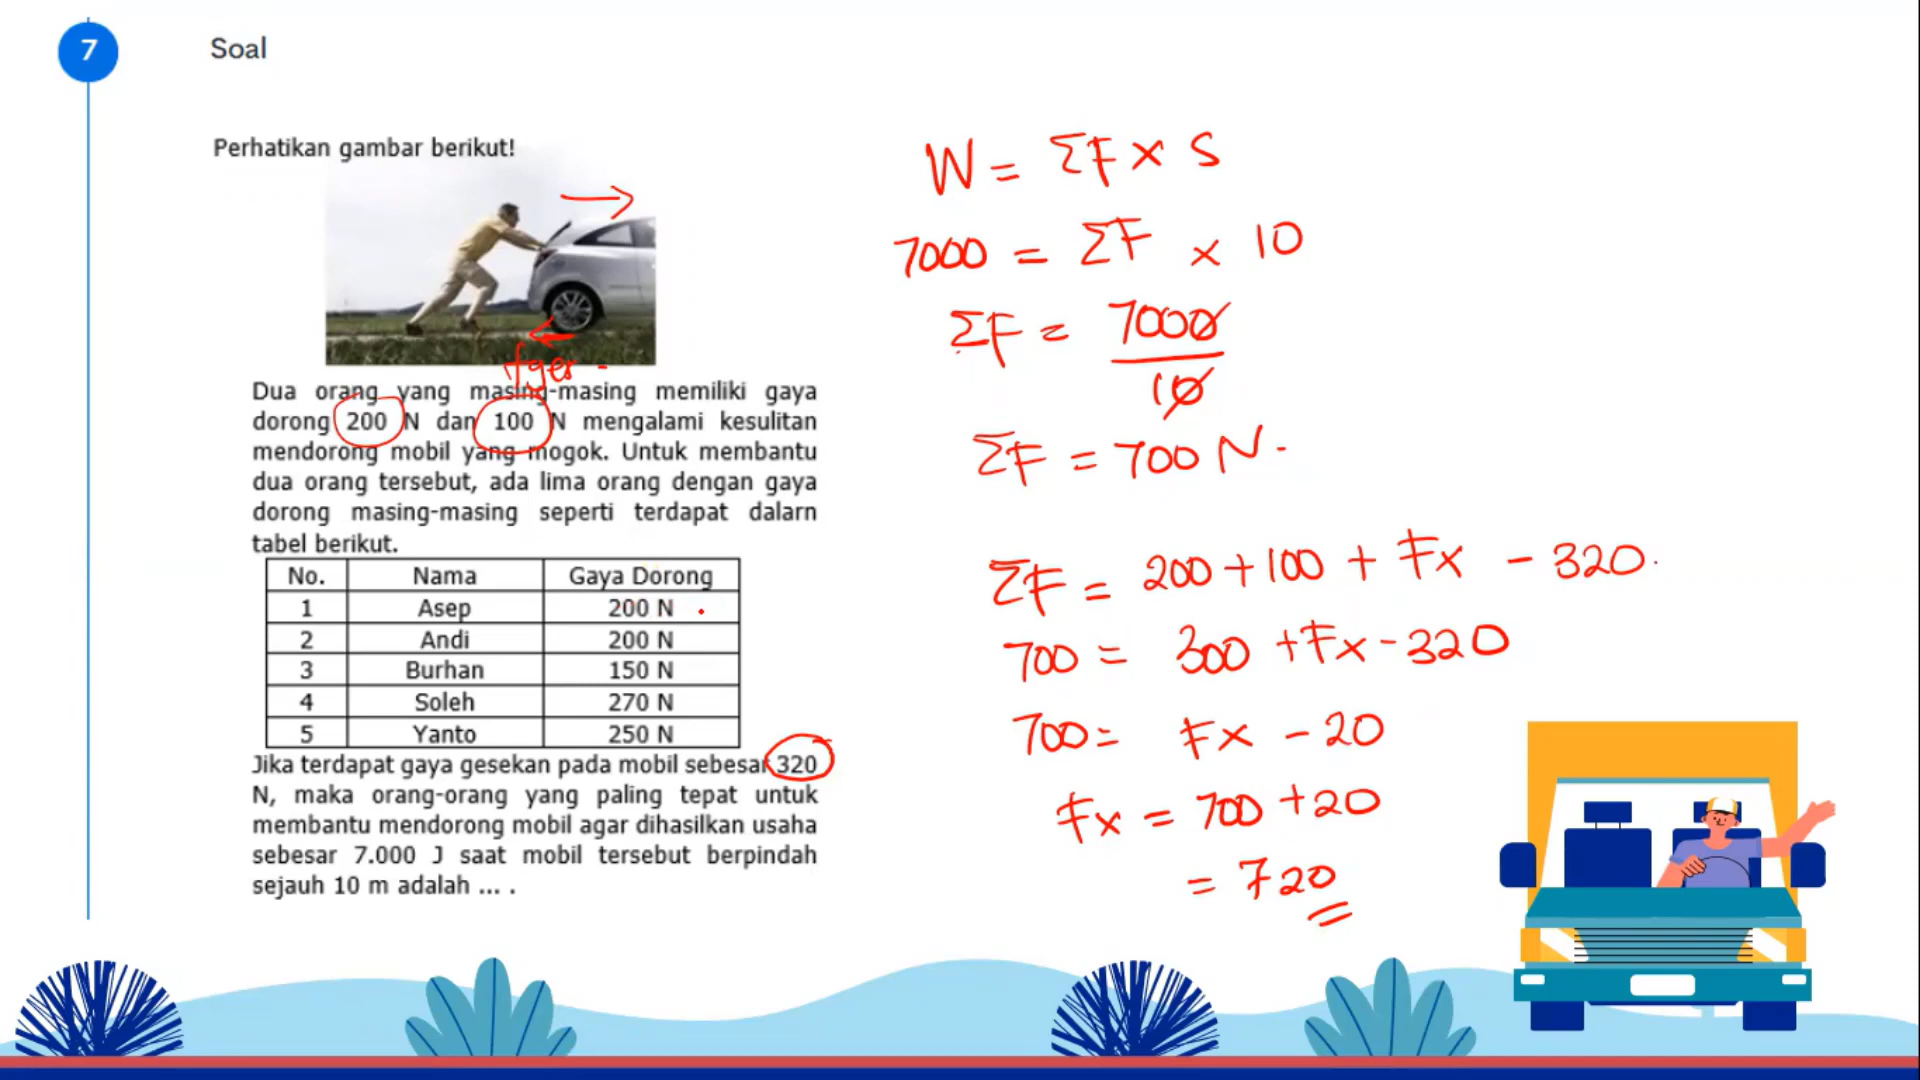 7
Soal
Perhatikan gambar berikut!
fges
Dua orang yang masing-masing memiliki gaya
dorong 200 N dan 100 N mengalami kesulitan
mendorong mobil yang mogok. Untuk membantu
dua orang tersebut, ada lima orang dengan gaya
dorong masing-masing seperti terdapat dalarn
tabel berikut.
No. Nama Gaya Dorong
1 Asep 200 N
2 Andi 200 N
3 Burhan 150 N
4 Soleh 270 N
5 Yanto 250 N
Jika terdapat gaya gesekan pada mobil sebesar 320
N, maka orang-orang yang paling tepat untuk
membantu mendorong mobil agar dihasilkan usaha
sebesar 7.000 J saat mobil tersebut berpindah
sejauh 10 m adalah ... .
W = ΣF x S
7000 = ΣF x 10
ΣF = 7000
10
ΣF = 700 N.
ΣF = 200 + 100 + Fx - 320.
700 = 300 + Fx - 320
700 = Fx - 20
Fx = 700 + 20
= 720